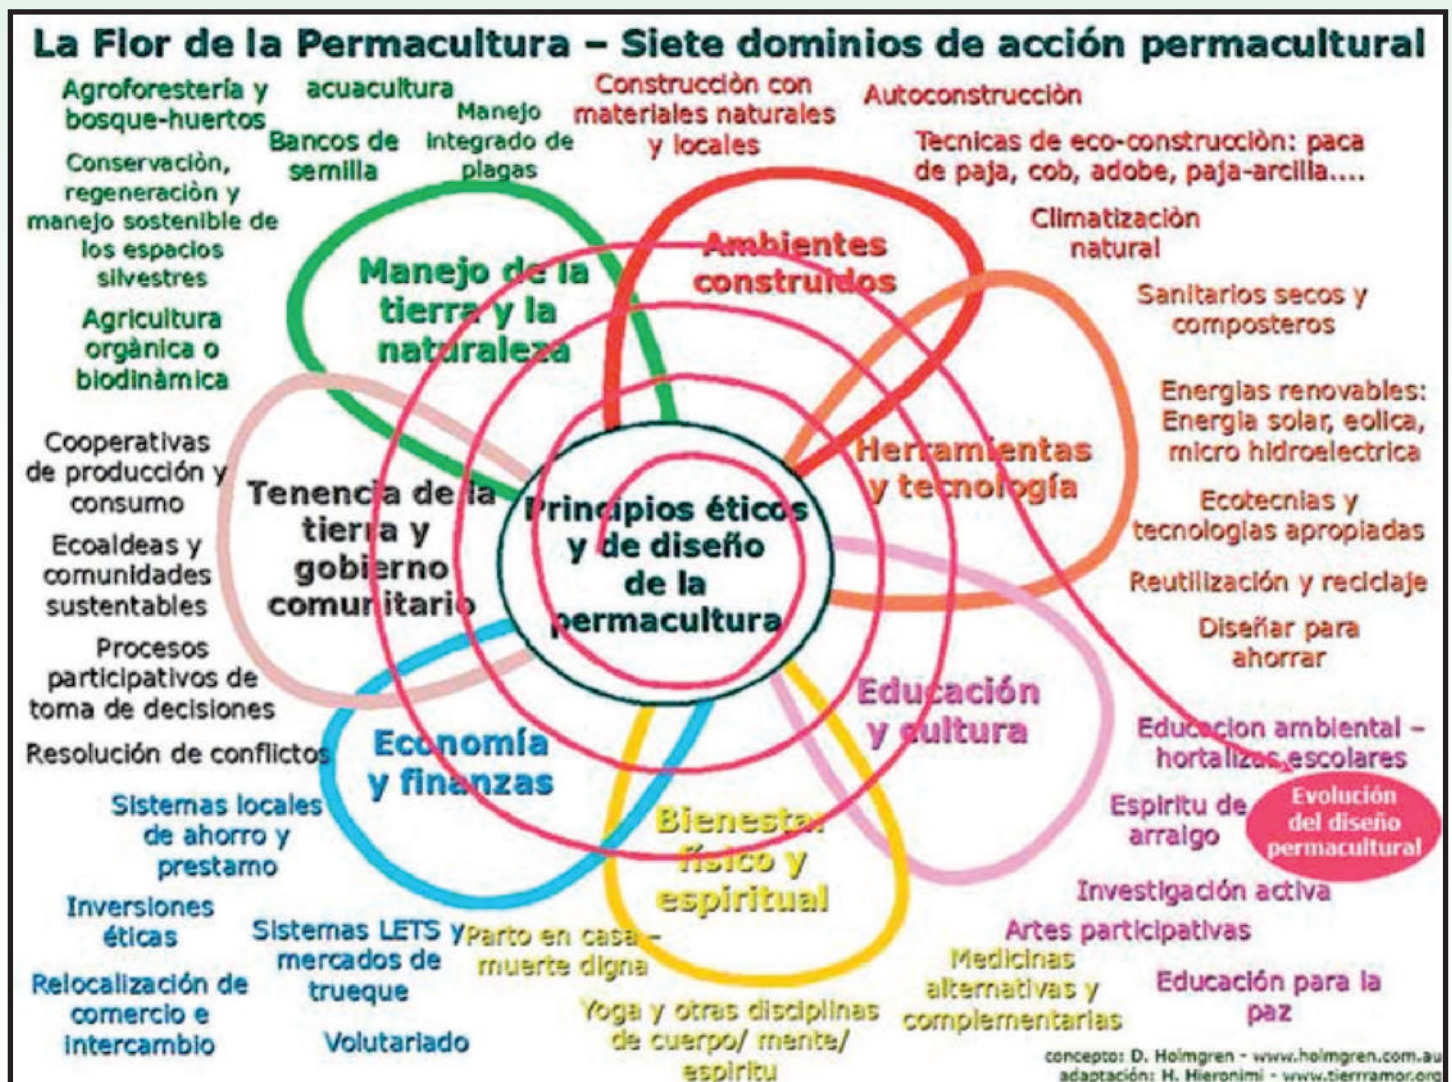 La Flor de la Permacultura – Siete dominios de acción permacultural
Agroforestería y
bosque-huertos
acuacultura
Bancos de
semilla
Manejo
integrado de
plagas
Conservaciòn,
regeneraciòn y
manejo sostenible de
los espacios
silvestres
Agricultura
orgànica o
biodinàmica
Construcciòn con
materiales naturales
y locales
Autoconstrucciòn
Tecnicas de eco-construcciòn: paca
de paja, cob, adobe, paja-arcilla....
Climatizaciòn
natural
Manejo de la
tierra y la
naturaleza
Ambientes
construidos
Sanitarios secos y
composteros
Energias renovables:
Energia solar, eolica,
micro hidroelectrica
Ecotecnias y
tecnologias apropiadas
Reutilización y reciclaje
Diseñar para
ahorrar
Herramientas
y tecnología
Cooperativas
de producción y
consumo
Ecoaldeas y
comunidades
sustentables
Procesos
participativos de
toma de decisiones
Resolución de conflictos
Tenencia de la
tierra y
gobierno
comunitario
Principios éticos
y de diseño
de la
permacultura
Educación
y cultura
Economía
y finanzas
Bienestar
físico y
espiritual
Educacion ambiental –
hortalizas escolares
Espiritu de
arraigo
Evolución
del diseño
permacultural
Investigación activa
Artes participativas
Educación para la
paz
Sistemas locales
de ahorro y
prestamo
Inversiones
éticas
Sistemas LETS y
mercados de
trueque
Relocalización de
comercio e
intercambio
Volutariado
Parto en casa –
muerte digna
Yoga y otras disciplinas
de cuerpo/ mente/
espiritu
Medicinas
alternativas y
complementarias
concepto: D. Holmgren - www.holmgren.com.au
adaptación: H. Hieronimi - www.tierrramor.org